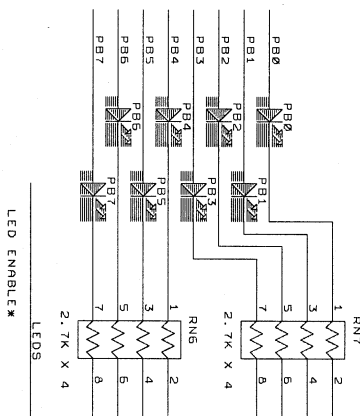 PB7
PB6
PB5
PB4
PB3
PB2
PB1
PB0
PB6
PB4
PB2
PB0
PB7
PB5
PB3
PB1
LED ENABLE*
LEDS
2.7K X 4
7
5
3
1
8
6
4
2
RN6
2.7K X 4
7
5
3
1
8
6
4
2
RN7